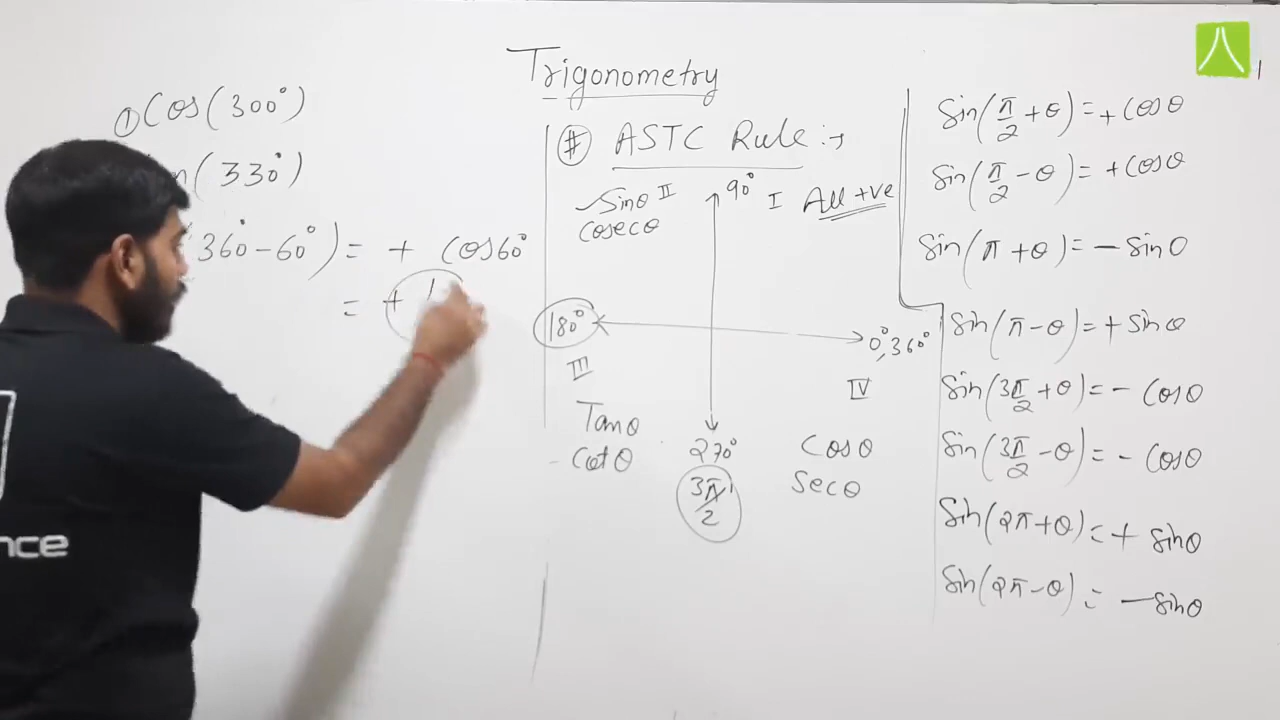 Trigonometry
① Cos(300°)
(330°)
360° - 60°) = + Cos60°
= +
# ASTC Rule :→
Sinθ II
Cosecθ
90°
I All +ve
180°
0°, 360°
III
IV
Tanθ
Cotθ
270°
3π/2
Cosθ
Secθ
Sin(π/2 + θ) = + Cosθ
Sin(π/2 - θ) = + Cosθ
Sin(π + θ) = - Sinθ
Sin(π - θ) = + Sinθ
Sin(3π/2 + θ) = - Cosθ
Sin(3π/2 - θ) = - Cosθ
Sin(2π + θ) = + Sinθ
Sin(2π - θ) = - Sinθ
nce